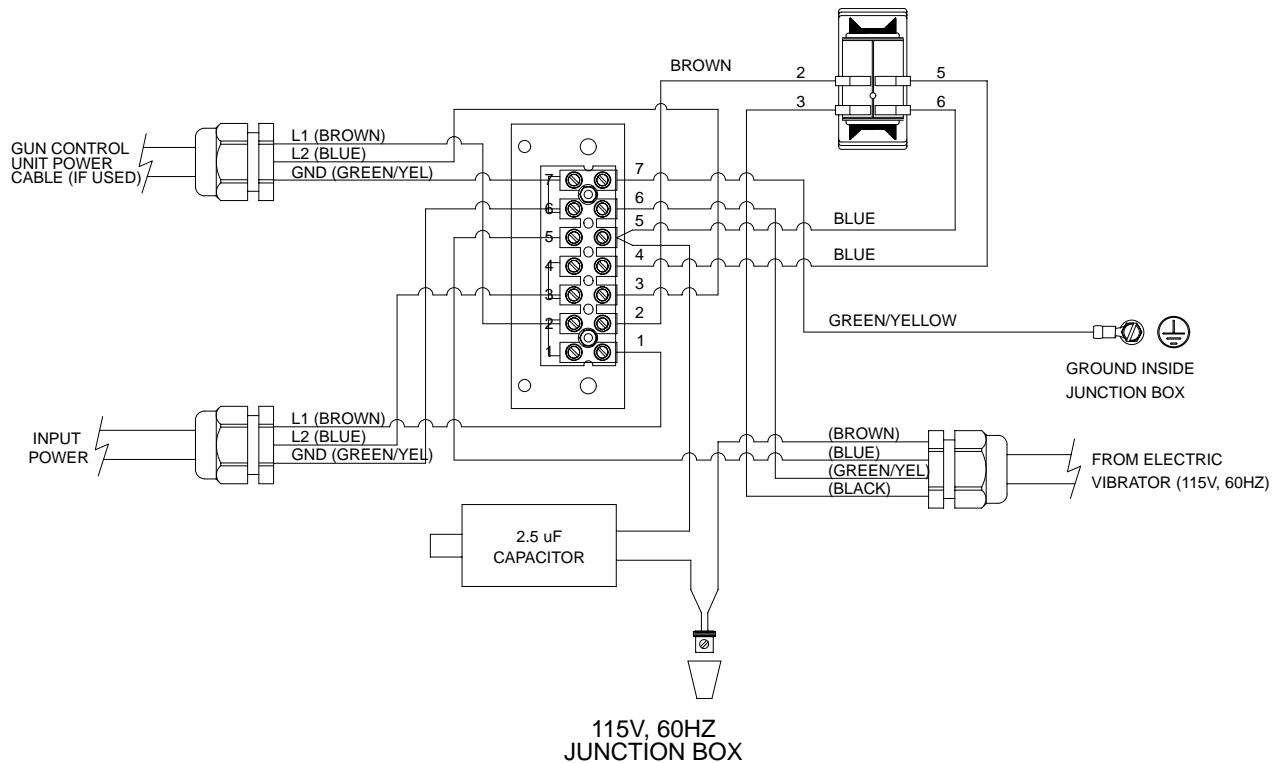 BROWN
2
5
3
6
GUN CONTROL
UNIT POWER
CABLE (IF USED)
L1 (BROWN)
L2 (BLUE)
GND (GREEN/YEL)
7
7
6
6
5
5
BLUE
4
4
BLUE
3
3
2
2
1
1
GREEN/YELLOW
GROUND INSIDE
JUNCTION BOX
INPUT
POWER
L1 (BROWN)
L2 (BLUE)
GND (GREEN/YEL)
(BROWN)
(BLUE)
(GREEN/YEL)
(BLACK)
FROM ELECTRIC
VIBRATOR (115V, 60HZ)
2.5 uF
CAPACITOR
115V, 60HZ
JUNCTION BOX